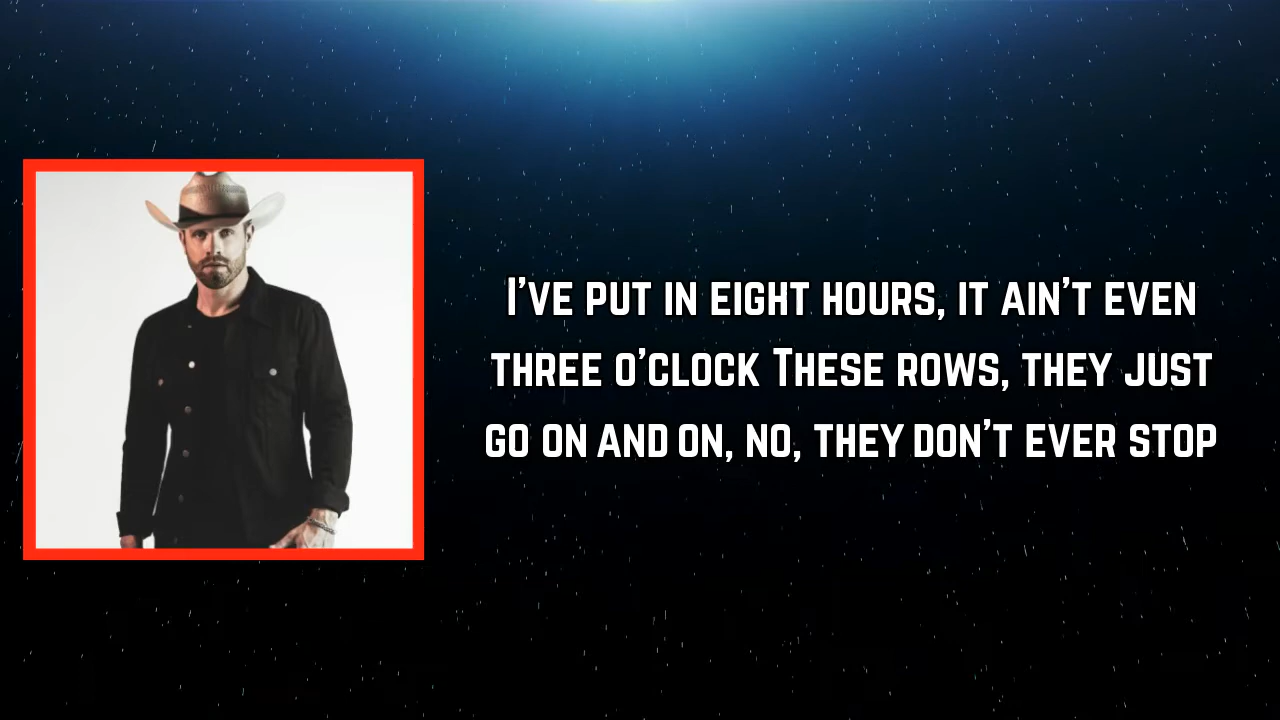 I'VE PUT IN EIGHT HOURS, IT AIN'T EVEN
THREE O'CLOCK THESE ROWS, THEY JUST
GO ON AND ON, NO, THEY DON'T EVER STOP